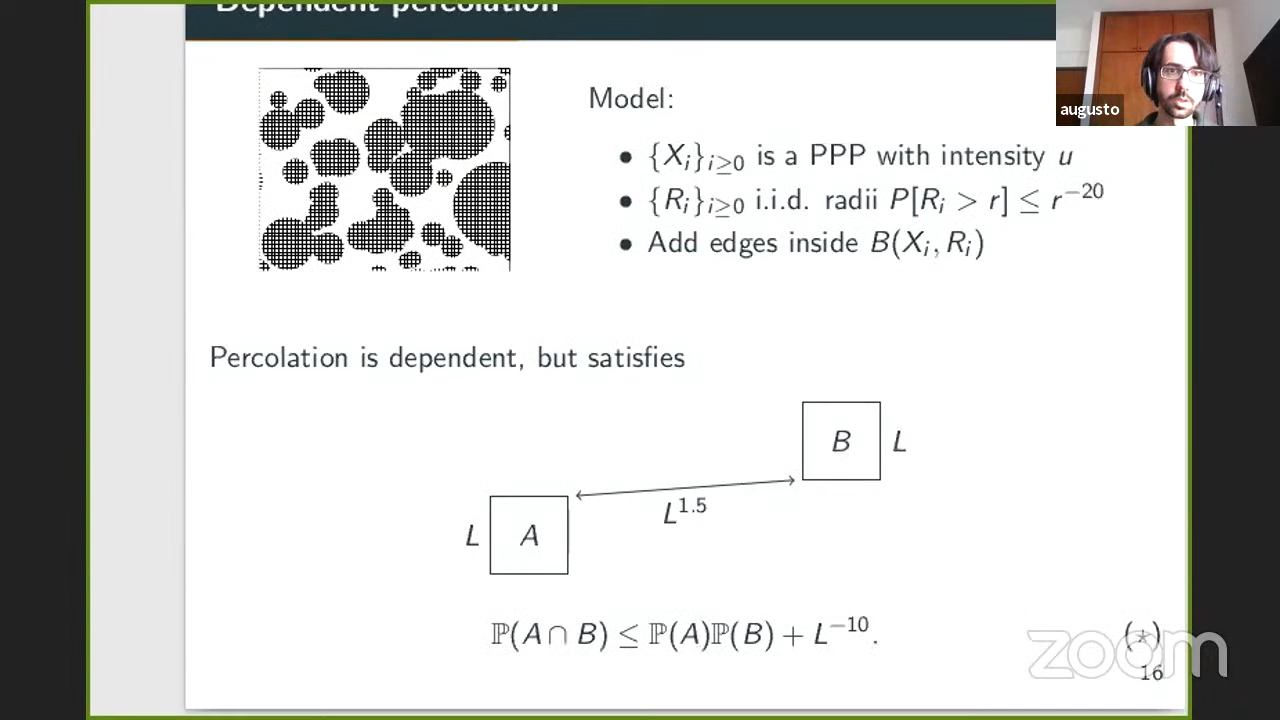 Dependent percolation
augusto
Model:
• {X_i}_{i≥0} is a PPP with intensity u
• {R_i}_{i≥0} i.i.d. radii P[R_i > r] ≤ r^{−20}
• Add edges inside B(X_i, R_i)
Percolation is dependent, but satisfies
B L
L^{1.5}
L A
ℙ(A ∩ B) ≤ ℙ(A)ℙ(B) + L^{−10}. (⋆)
zoom
16